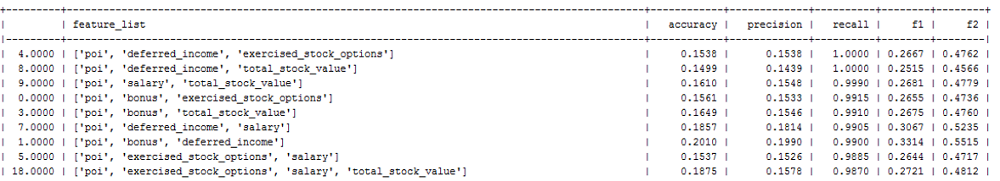 | | feature_list | accuracy | precision | recall | f1 | f2 |
| 4.0000 | ['poi', 'deferred_income', 'exercised_stock_options'] | 0.1538 | 0.1538 | 1.0000 | 0.2667 | 0.4762 |
| 8.0000 | ['poi', 'deferred_income', 'total_stock_value'] | 0.1499 | 0.1439 | 1.0000 | 0.2515 | 0.4566 |
| 9.0000 | ['poi', 'salary', 'total_stock_value'] | 0.1610 | 0.1548 | 0.9990 | 0.2681 | 0.4779 |
| 0.0000 | ['poi', 'bonus', 'exercised_stock_options'] | 0.1561 | 0.1533 | 0.9915 | 0.2655 | 0.4736 |
| 3.0000 | ['poi', 'bonus', 'total_stock_value'] | 0.1649 | 0.1546 | 0.9910 | 0.2675 | 0.4760 |
| 7.0000 | ['poi', 'deferred_income', 'salary'] | 0.1857 | 0.1814 | 0.9905 | 0.3067 | 0.5235 |
| 1.0000 | ['poi', 'bonus', 'deferred_income'] | 0.2010 | 0.1990 | 0.9900 | 0.3314 | 0.5515 |
| 5.0000 | ['poi', 'exercised_stock_options', 'salary'] | 0.1537 | 0.1526 | 0.9885 | 0.2644 | 0.4717 |
| 18.0000 | ['poi', 'exercised_stock_options', 'salary', 'total_stock_value'] | 0.1875 | 0.1578 | 0.9870 | 0.2721 | 0.4812 |